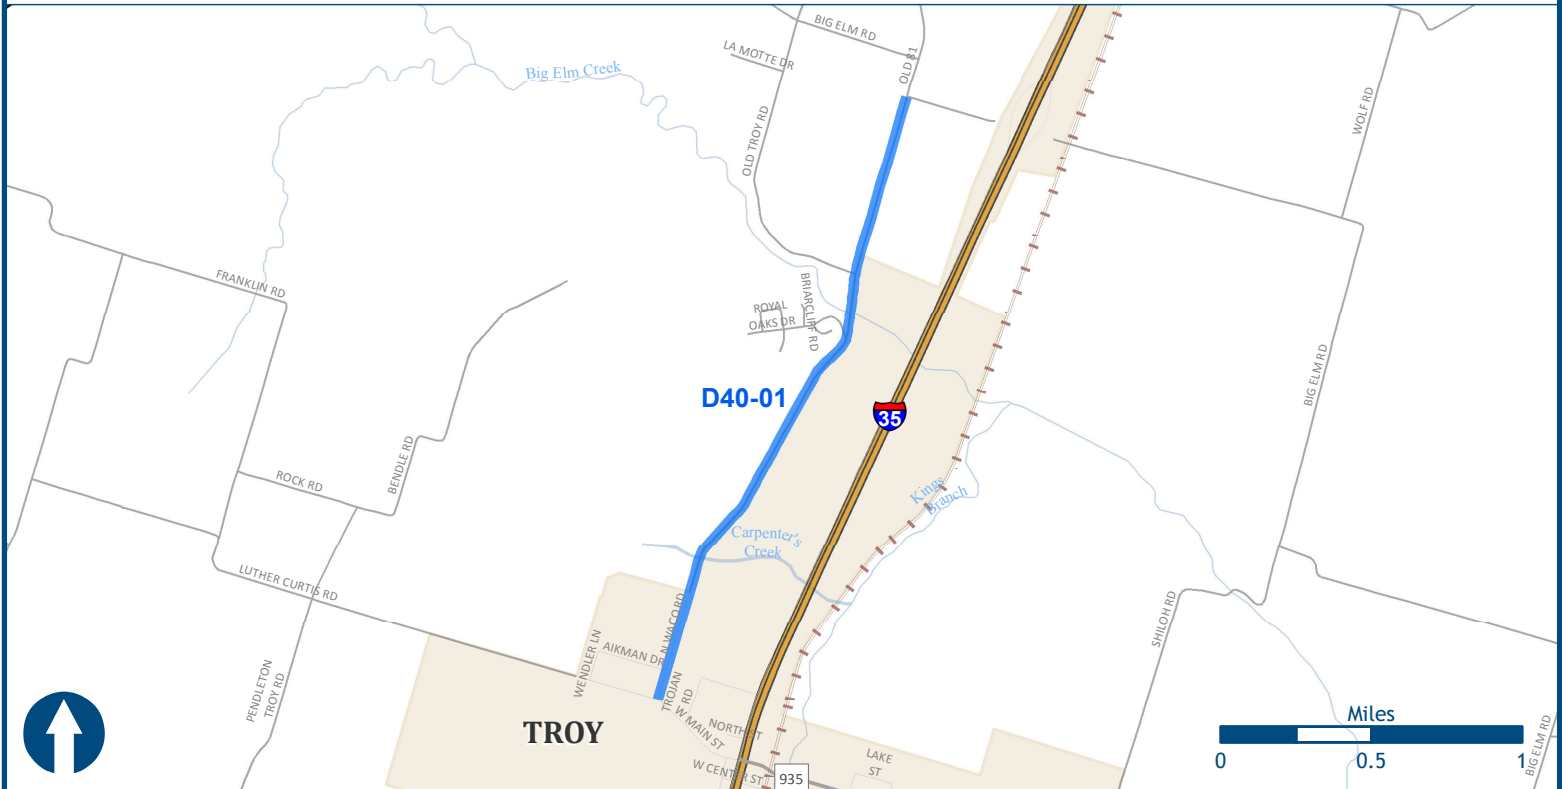 BIG ELM RD
OLD 81
LA MOTTE DR
Big Elm Creek
WOLF RD
OLD TROY RD
FRANKLIN RD
BRIARCLIFF RD
ROYAL
OAKS DR
D40-01
35
BIG ELM RD
BENDLE RD
ROCK RD
Kings
Branch
Carpenter's
Creek
LUTHER CURTIS RD
N WACO RD
SHILOH RD
WENDLER LN
AIKMAN DR
PENDLETON
TROY RD
TROJAN
RD
W MAIN ST
NORTH ST
TROY
W CENTER ST
LAKE
ST
935
Miles
0 0.5 1
BIG ELM RD